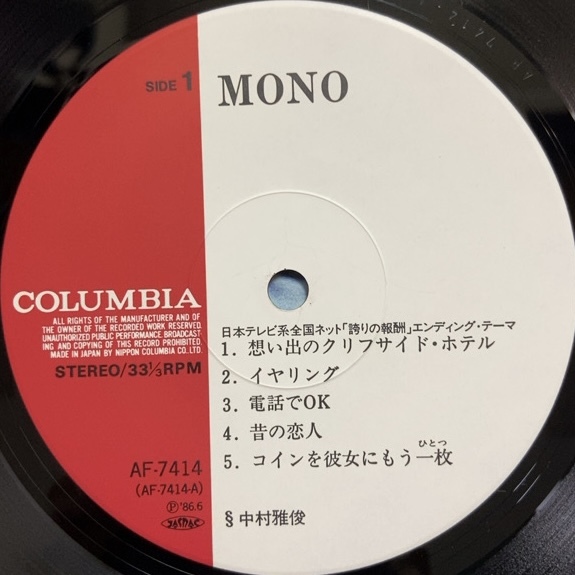 SIDE 1
MONO
COLUMBIA
ALL RIGHTS OF THE MANUFACTURER AND OF
THE OWNER OF THE RECORDED WORK RESERVED.
UNAUTHORIZED PUBLIC PERFORMANCE, BROADCAST-
ING AND COPYING OF THIS RECORD PROHIBITED.
MADE IN JAPAN BY NIPPON COLUMBIA CO., LTD.
STEREO/33⅓RPM
日本テレビ系全国ネット「誇りの報酬」エンディング・テーマ
1. 想い出のクリフサイド・ホテル
2. イヤリング
3. 電話でOK
4. 昔の恋人
ひとつ
5. コインを彼女にもう一枚
AF-7414
(AF-7414-A)
Ⓟ'86.6
JASRAC
§中村雅俊